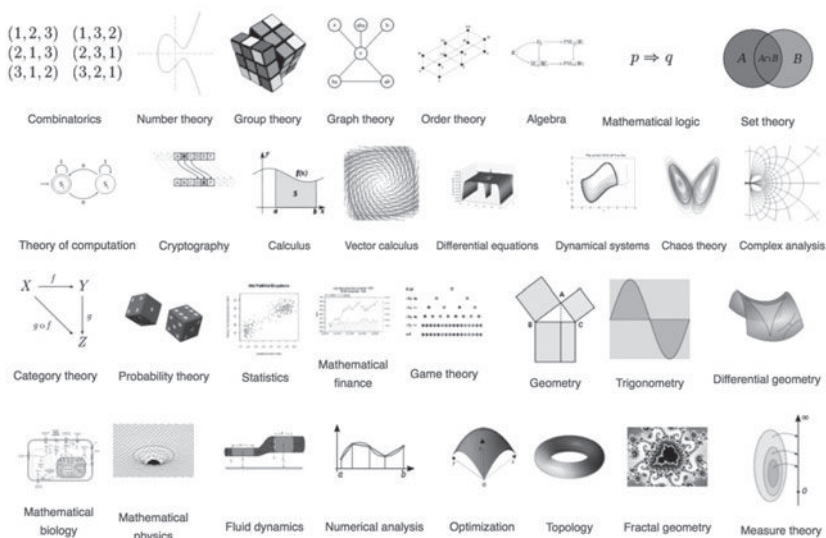 (1,2,3) (1,3,2)
(2,1,3) (2,3,1)
(3,1,2) (3,2,1)
p ⇒ q
A A∩B B
Combinatorics Number theory Group theory Graph theory Order theory Algebra Mathematical logic Set theory
y
f(x)
S
a b x
Theory of computation Cryptography Calculus Vector calculus Differential equations Dynamical systems Chaos theory Complex analysis
X f Y
g∘f g
Z
A
B C
Category theory Probability theory Statistics Mathematical finance Game theory Geometry Trigonometry Differential geometry
∞
a b
0
Mathematical biology Mathematical physics Fluid dynamics Numerical analysis Optimization Topology Fractal geometry Measure theory